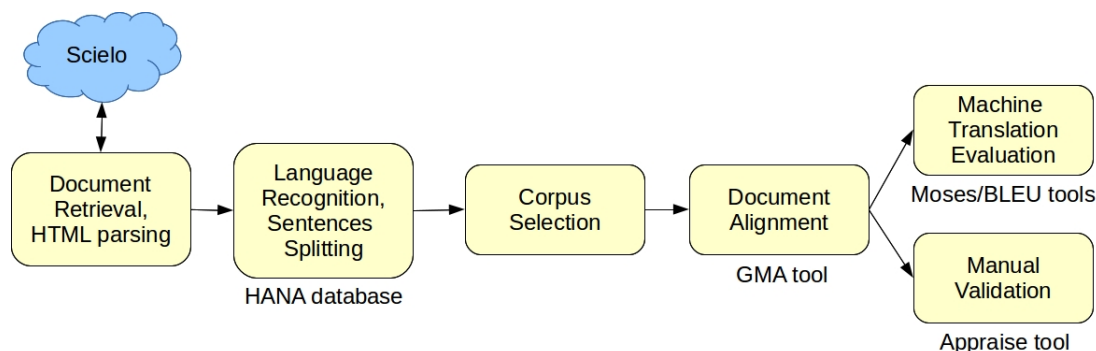 Scielo
Document
Retrieval,
HTML parsing
Language
Recognition,
Sentences
Splitting
HANA database
Corpus
Selection
Document
Alignment
GMA tool
Machine
Translation
Evaluation
Moses/BLEU tools
Manual
Validation
Appraise tool